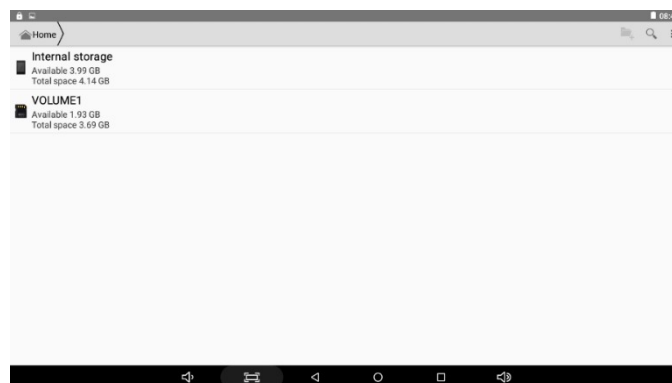 Home
Internal storage
Available 3.99 GB
Total space 4.14 GB
VOLUME1
Available 1.93 GB
Total space 3.69 GB